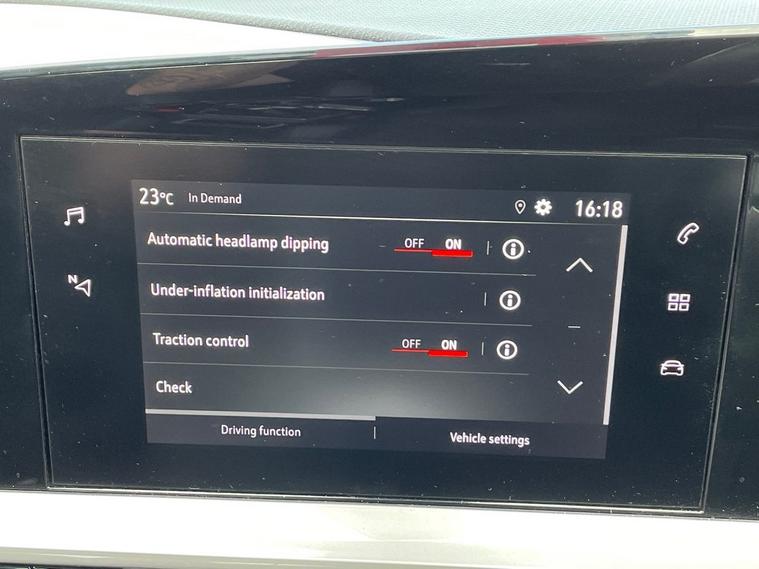 23°C In Demand 16:18
Automatic headlamp dipping OFF ON
Under-inflation initialization
Traction control OFF ON
Check
Driving function Vehicle settings
N